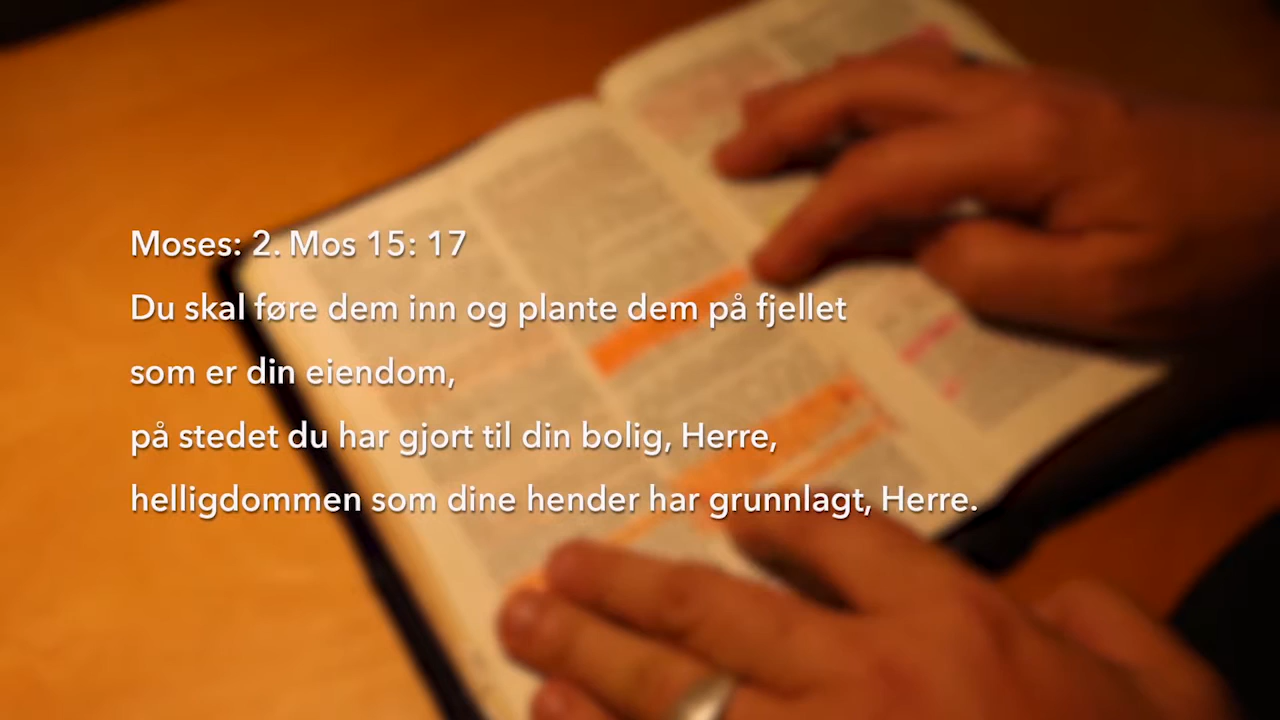 Moses: 2. Mos 15: 17
Du skal føre dem inn og plante dem på fjellet
som er din eiendom,
på stedet du har gjort til din bolig, Herre,
helligdommen som dine hender har grunnlagt, Herre.